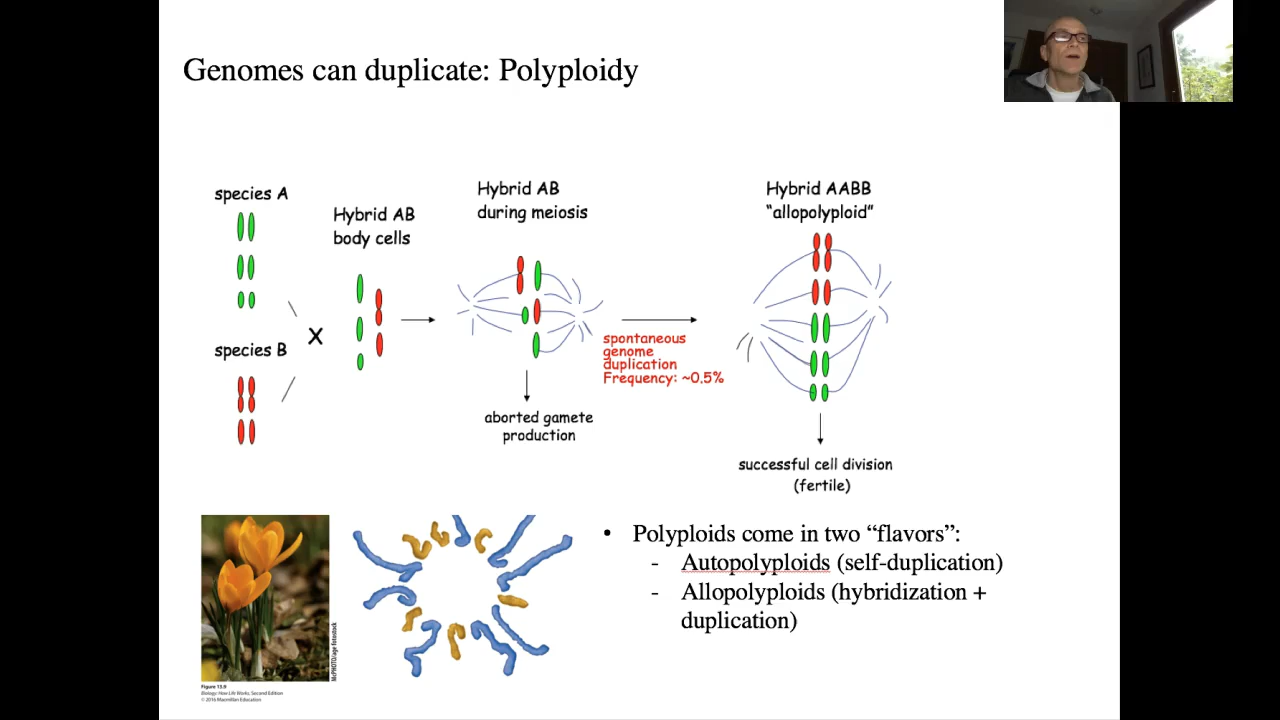 Genomes can duplicate: Polyploidy
species A
Hybrid AB
body cells
Hybrid AB
during meiosis
Hybrid AABB
“allopolyploid”
species B
X
spontaneous
genome
duplication
Frequency: ~0.5%
aborted gamete
production
successful cell division
(fertile)
McPHOTO/age fotostock
Figure 13.9
Biology: How Life Works, Second Edition
© 2016 Macmillan Education
• Polyploids come in two “flavors”:
- Autopolyploids (self-duplication)
- Allopolyploids (hybridization +
duplication)